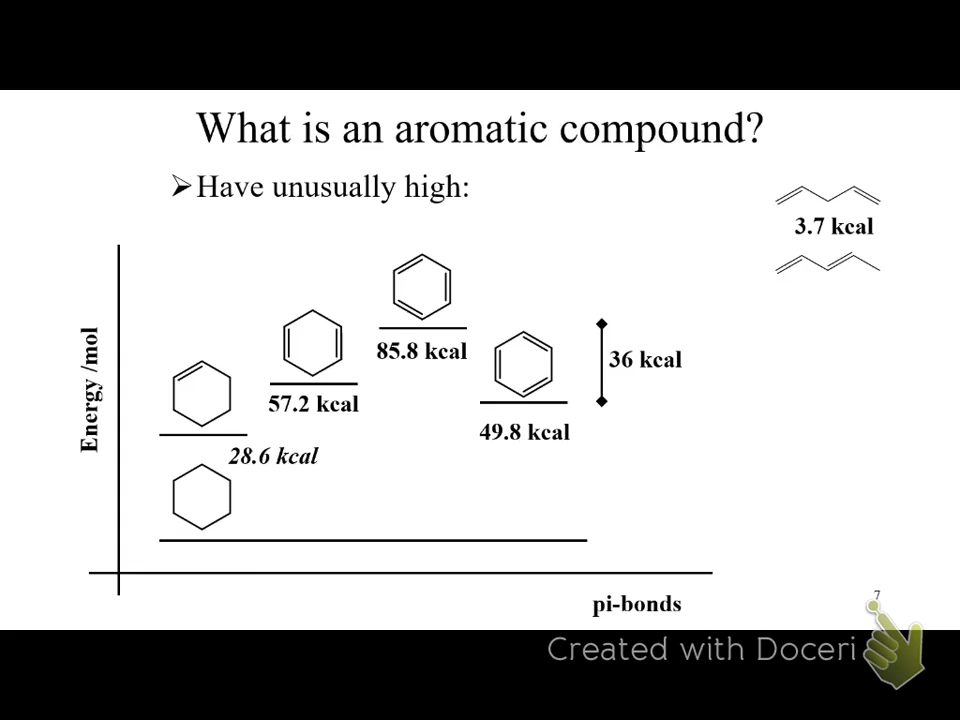 What is an aromatic compound?
➢Have unusually high:
3.7 kcal
85.8 kcal
36 kcal
57.2 kcal
49.8 kcal
28.6 kcal
Energy /mol
pi-bonds
7
Created with Doceri